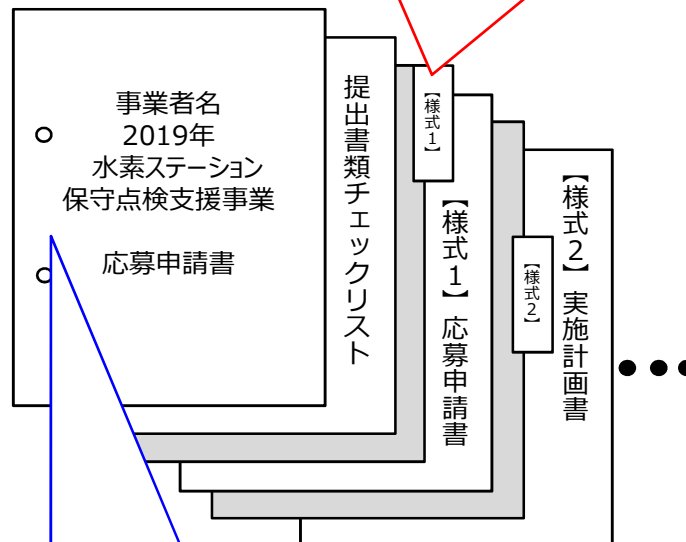 事業者名
2019年
水素ステーション
保守点検支援事業
応募申請書
提出書類チェックリスト
【様式1】
【様式1】応募申請書
【様式2】
【様式2】実施計画書